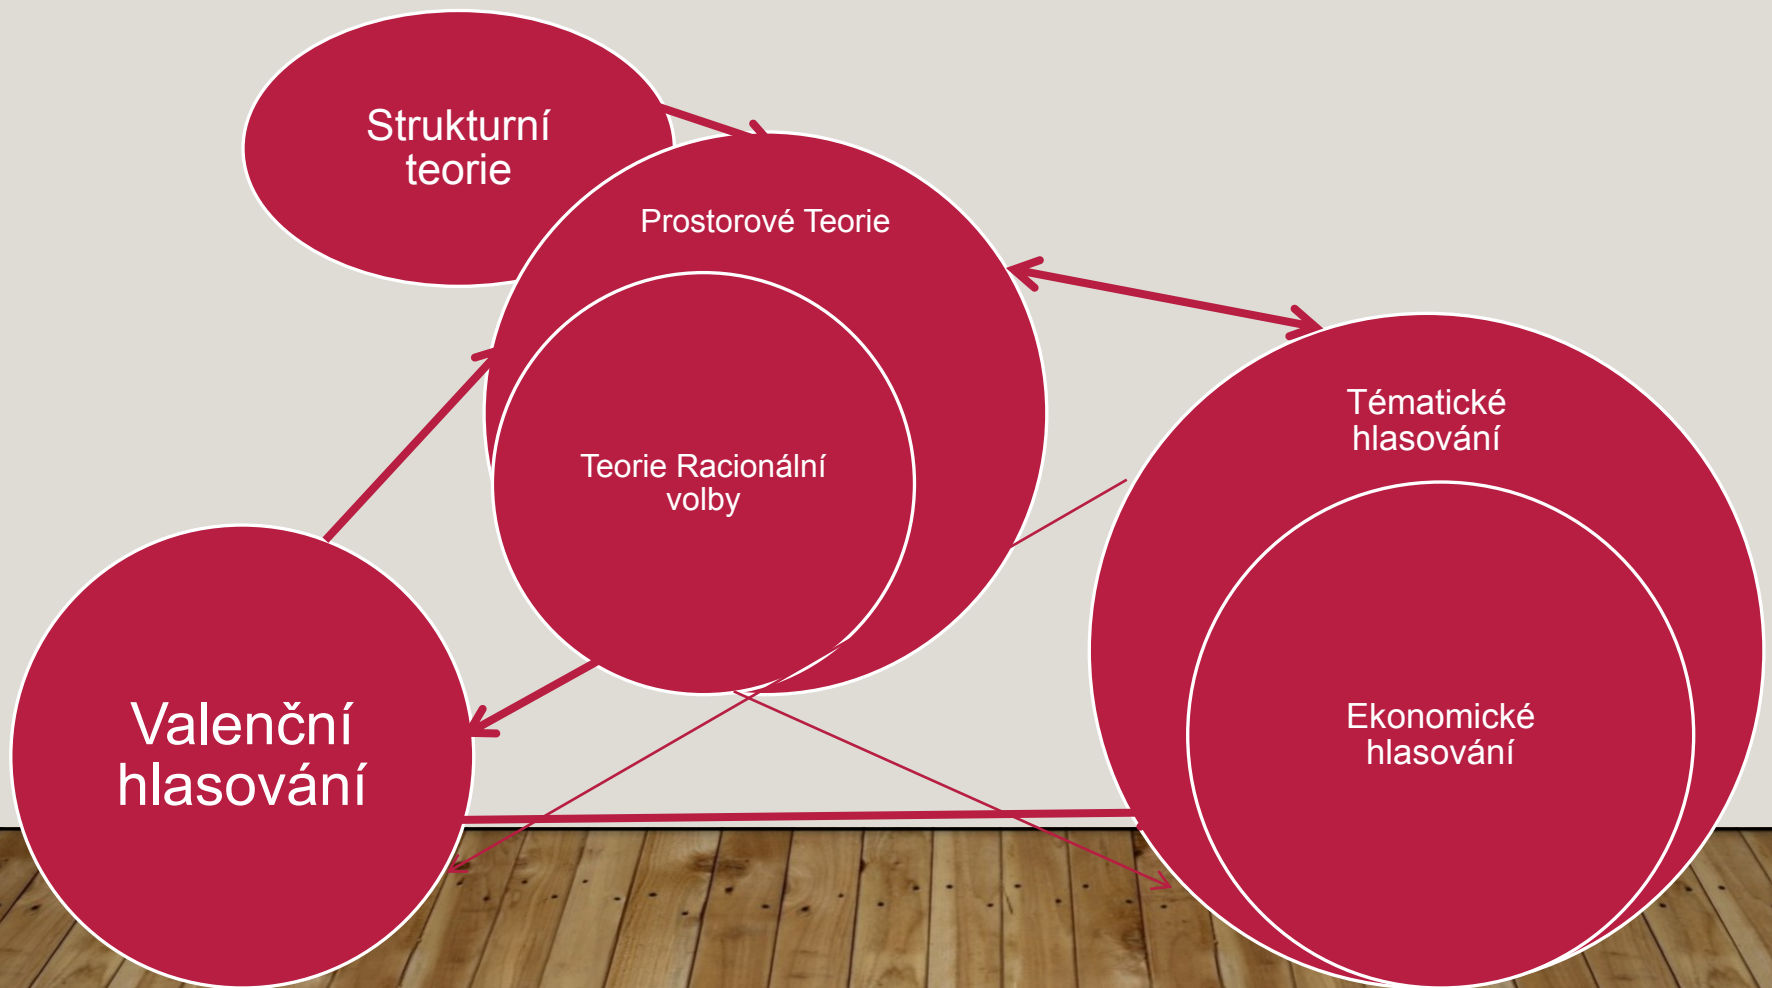 Strukturní
teorie
Prostorové Teorie
Teorie Racionální
volby
Tématické
hlasování
Valenční
hlasování
Ekonomické
hlasování